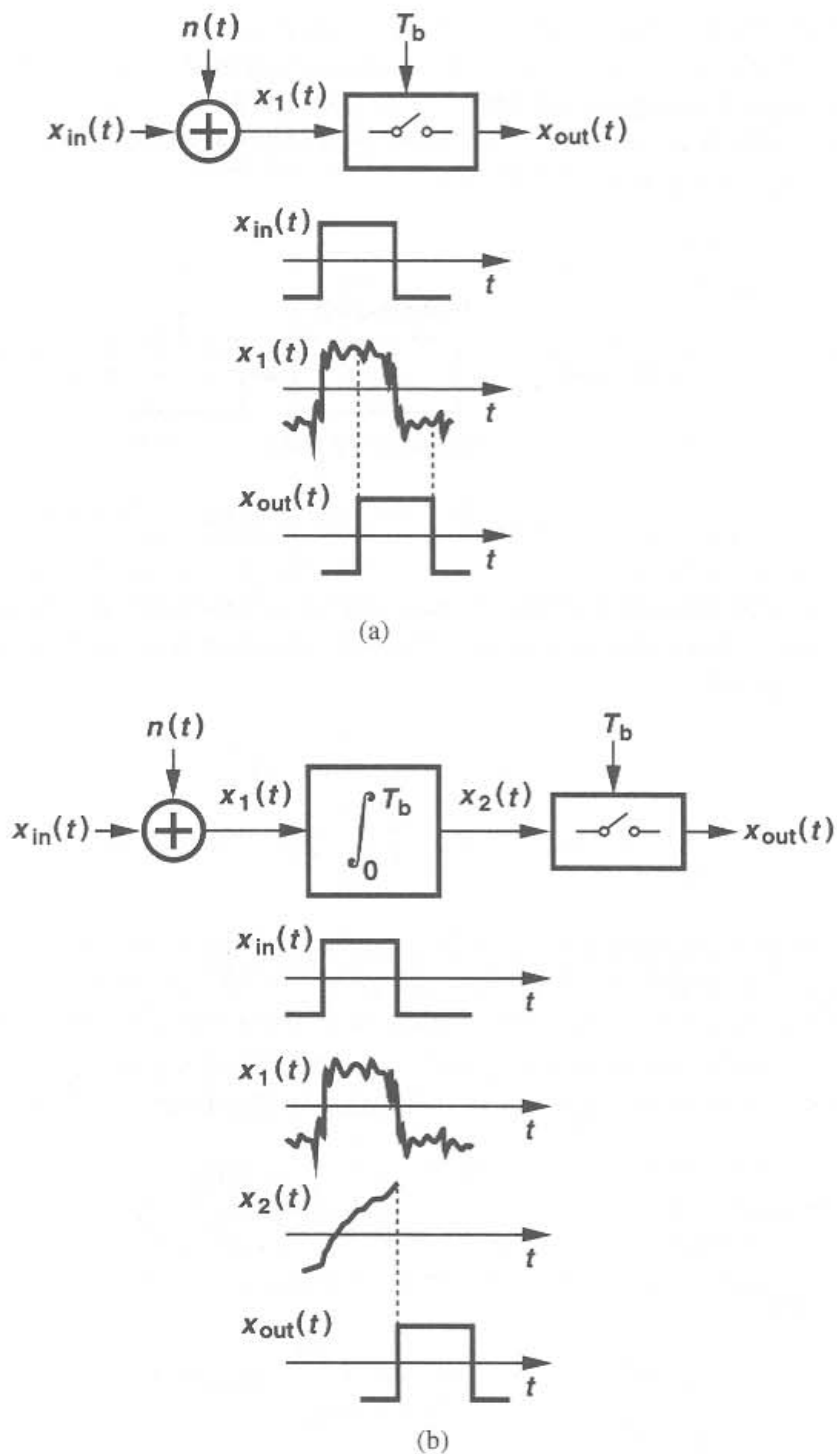 n(t)
T_b
x_in(t)
x_1(t)
x_out(t)
x_in(t)
t
x_1(t)
t
x_out(t)
t
(a)
n(t)
T_b
x_in(t)
x_1(t)
∫
T_b
0
x_2(t)
x_out(t)
x_in(t)
t
x_1(t)
t
x_2(t)
t
x_out(t)
t
(b)